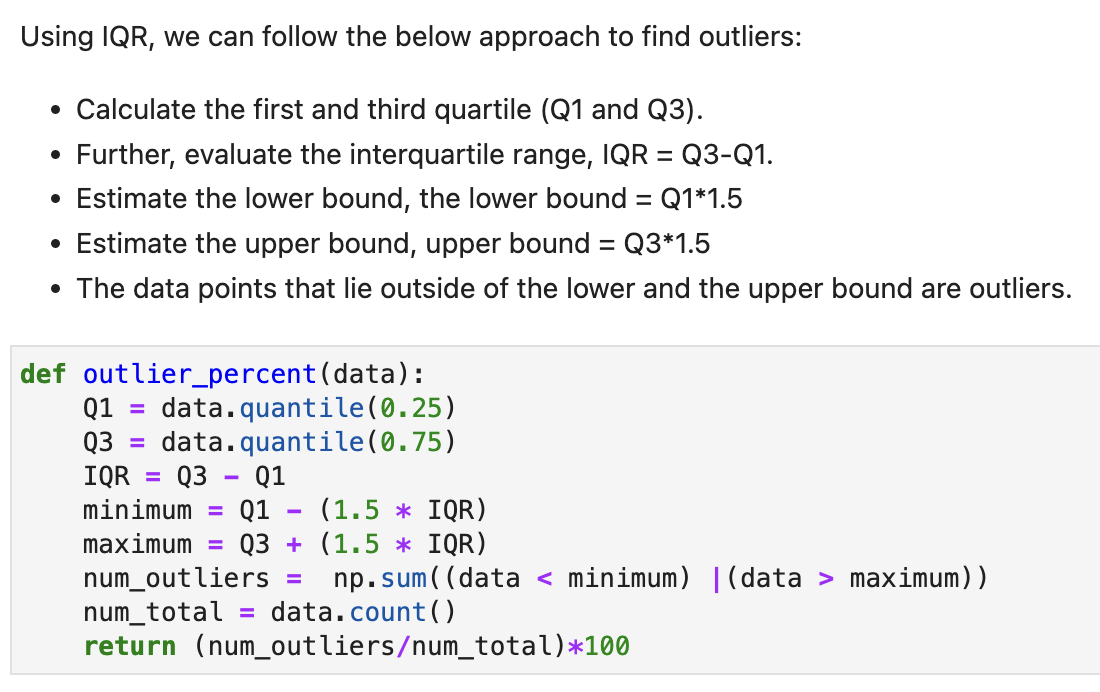 Using IQR, we can follow the below approach to find outliers:
• Calculate the first and third quartile (Q1 and Q3).
• Further, evaluate the interquartile range, IQR = Q3-Q1.
• Estimate the lower bound, the lower bound = Q1*1.5
• Estimate the upper bound, upper bound = Q3*1.5
• The data points that lie outside of the lower and the upper bound are outliers.
def outlier_percent(data):
    Q1 = data.quantile(0.25)
    Q3 = data.quantile(0.75)
    IQR = Q3 - Q1
    minimum = Q1 - (1.5 * IQR)
    maximum = Q3 + (1.5 * IQR)
    num_outliers =  np.sum((data < minimum) |(data > maximum))
    num_total = data.count()
    return (num_outliers/num_total)*100